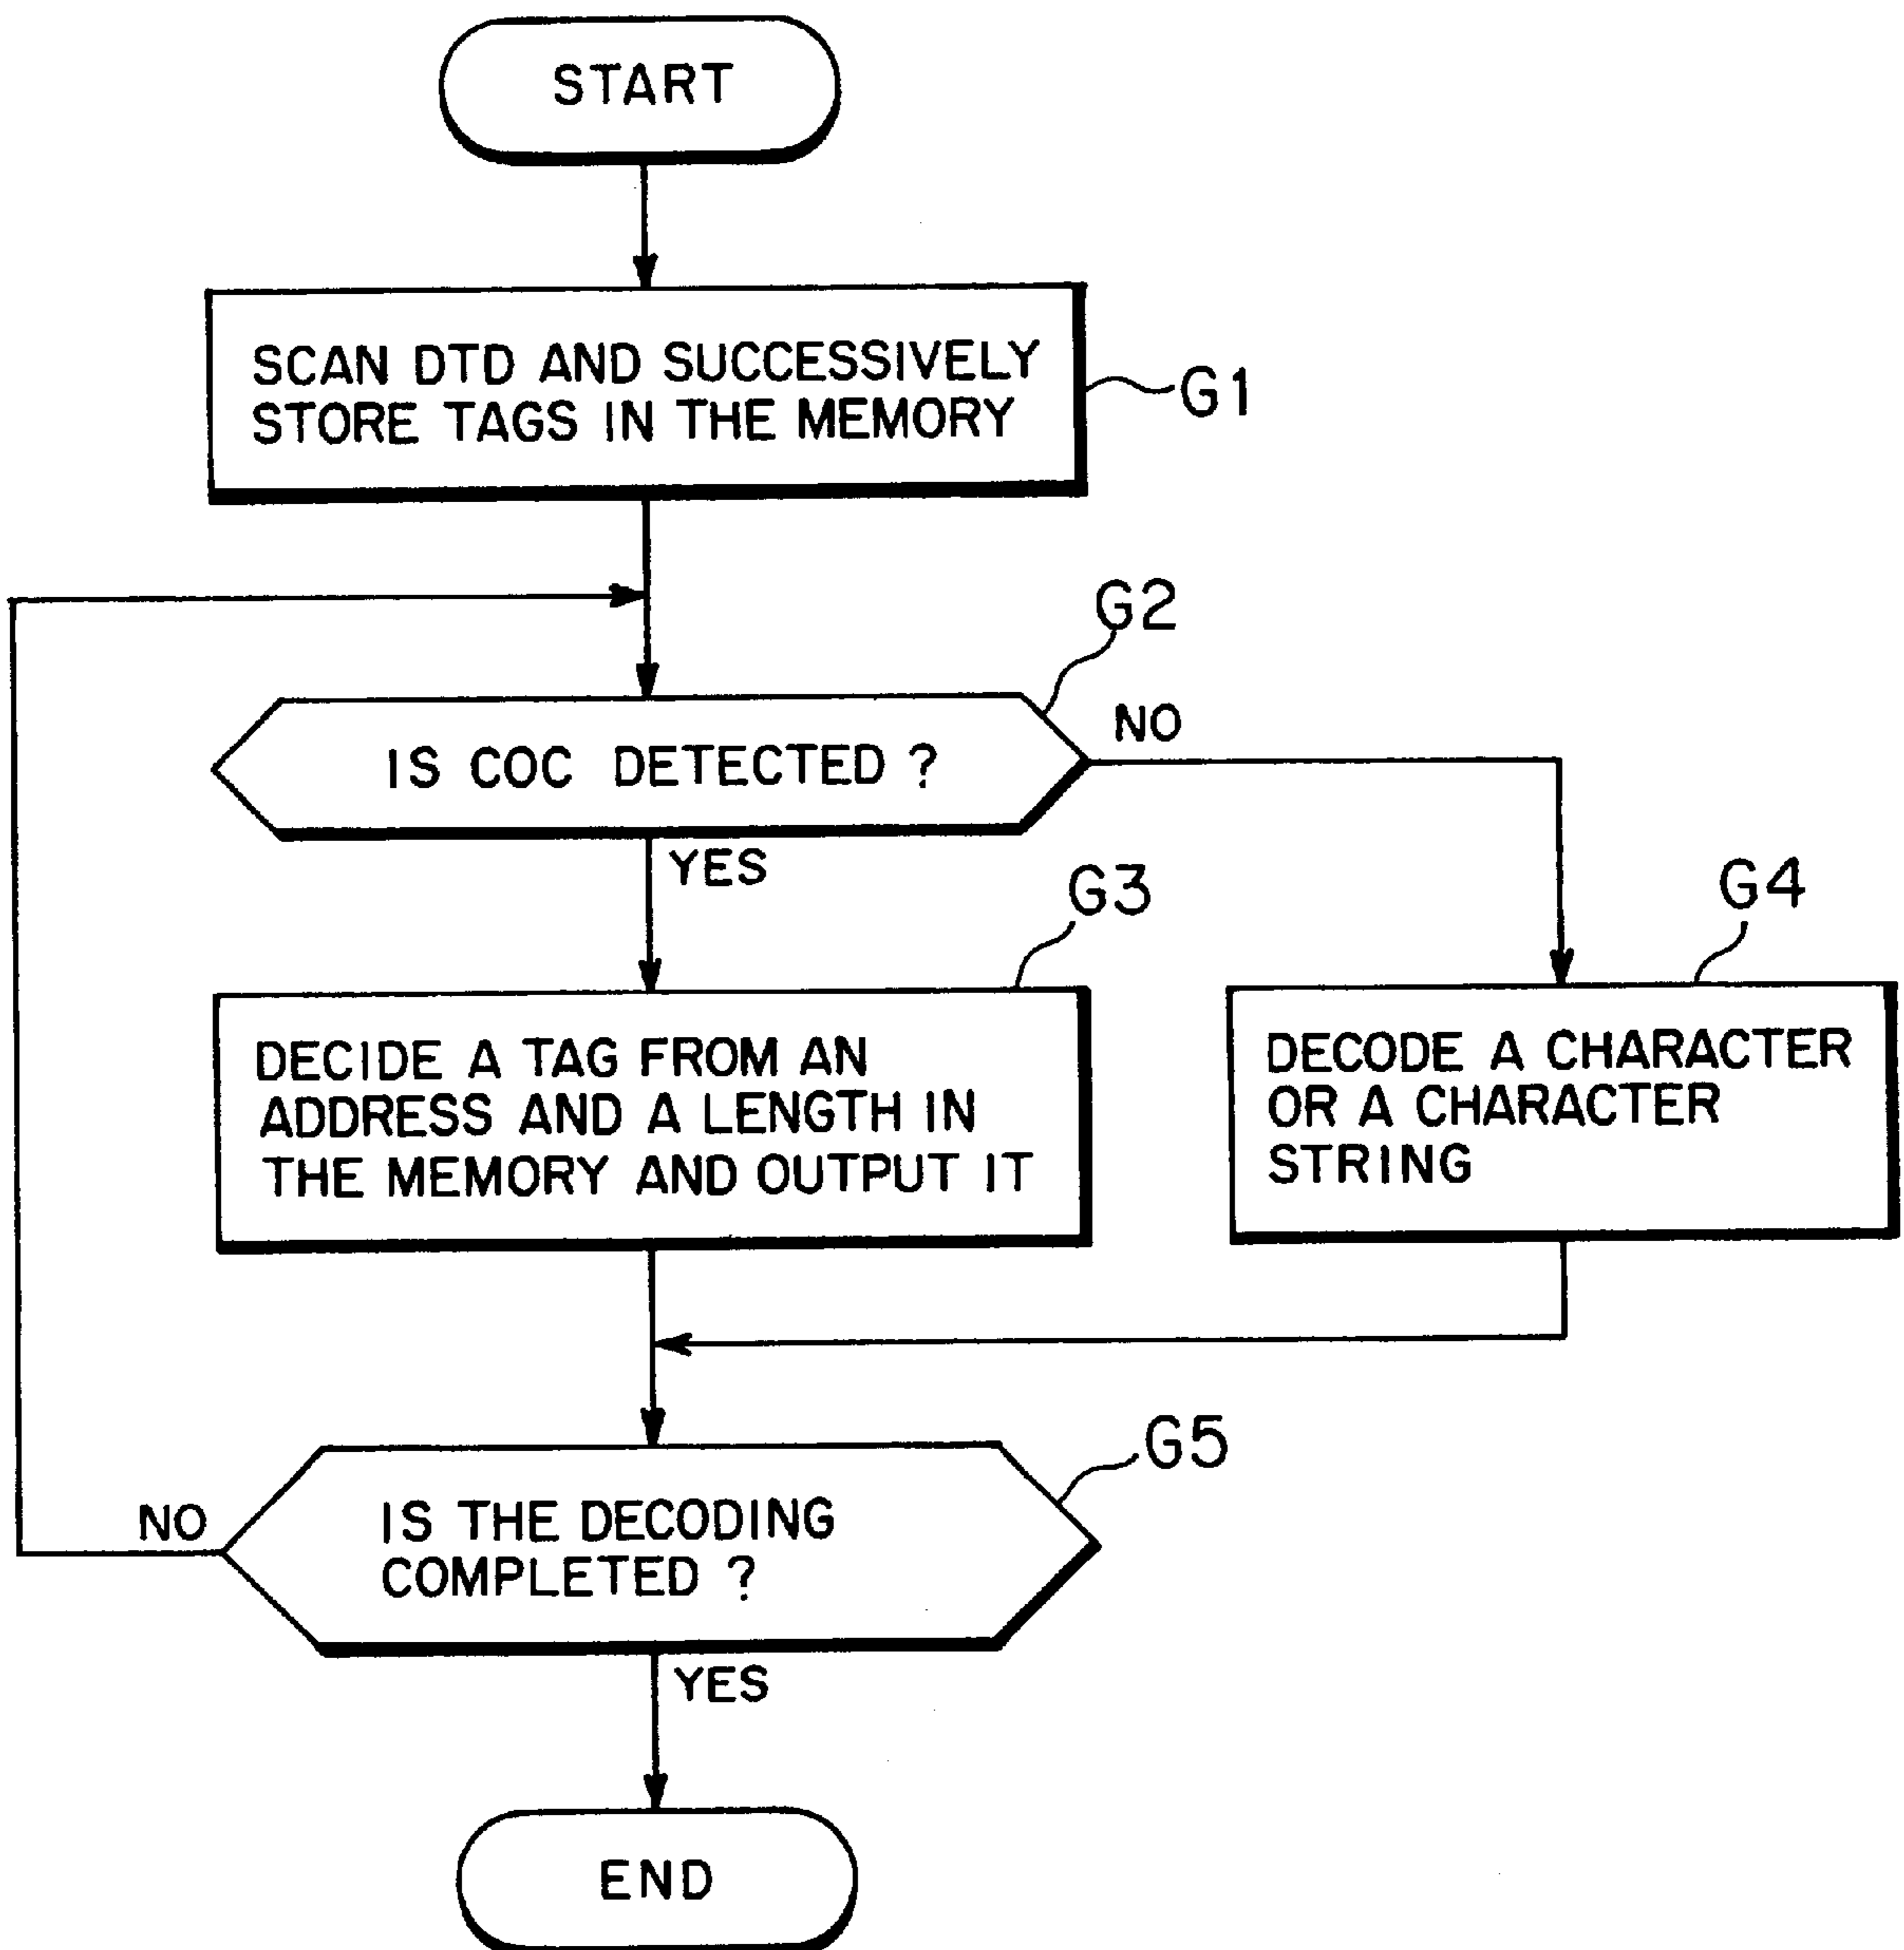 START
SCAN DTD AND SUCCESSIVELY
STORE TAGS IN THE MEMORY
G1
G2
IS COC DETECTED ?
NO
YES
G3
G4
DECIDE A TAG FROM AN
ADDRESS AND A LENGTH IN
THE MEMORY AND OUTPUT IT
DECODE A CHARACTER
OR A CHARACTER
STRING
G5
IS THE DECODING
COMPLETED ?
NO
YES
END